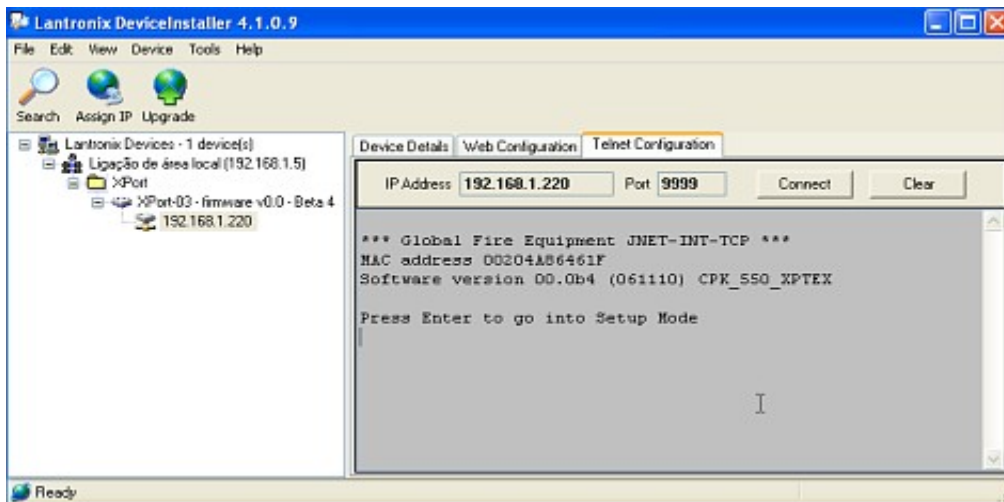 Lantronix DeviceInstaller 4.1.0.9
File Edit View Device Tools Help
Search Assign IP Upgrade
Lantronix Devices - 1 device(s)
Ligação de área local (192.168.1.5)
XPort
XPort-03 - firmware v0.0 - Beta 4
192.168.1.220
Device Details Web Configuration Telnet Configuration
IP Address 192.168.1.220 Port 9999 Connect Clear
*** Global Fire Equipment JNET-INT-TCP ***
MAC address 00204A86461F
Software version 00.0b4 (061110) CPK_550_XPTEX
Press Enter to go into Setup Mode
Ready